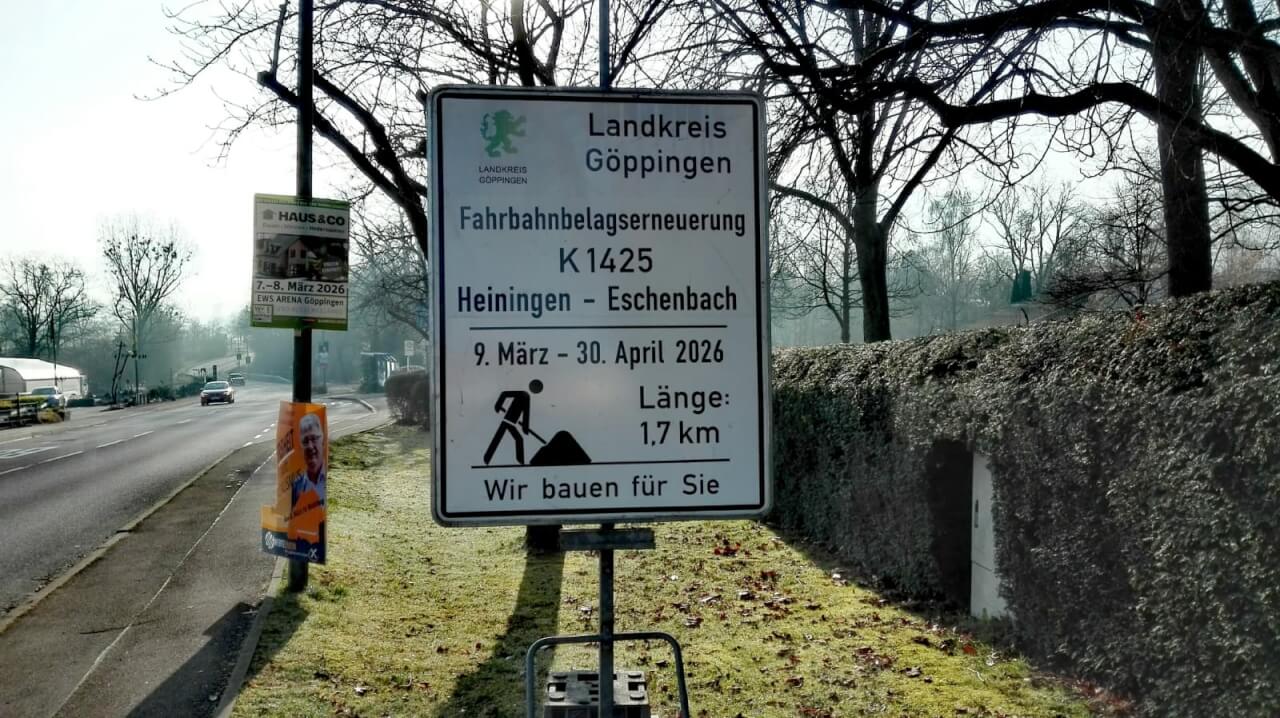 LANDKREIS
GÖPPINGEN
Landkreis
Göppingen
Fahrbahnbelagserneuerung
K 1425
Heiningen – Eschenbach
9. März – 30. April 2026
Länge:
1,7 km
Wir bauen für Sie
HAUS&CO
7.–8. März 2026
EWS ARENA Göppingen